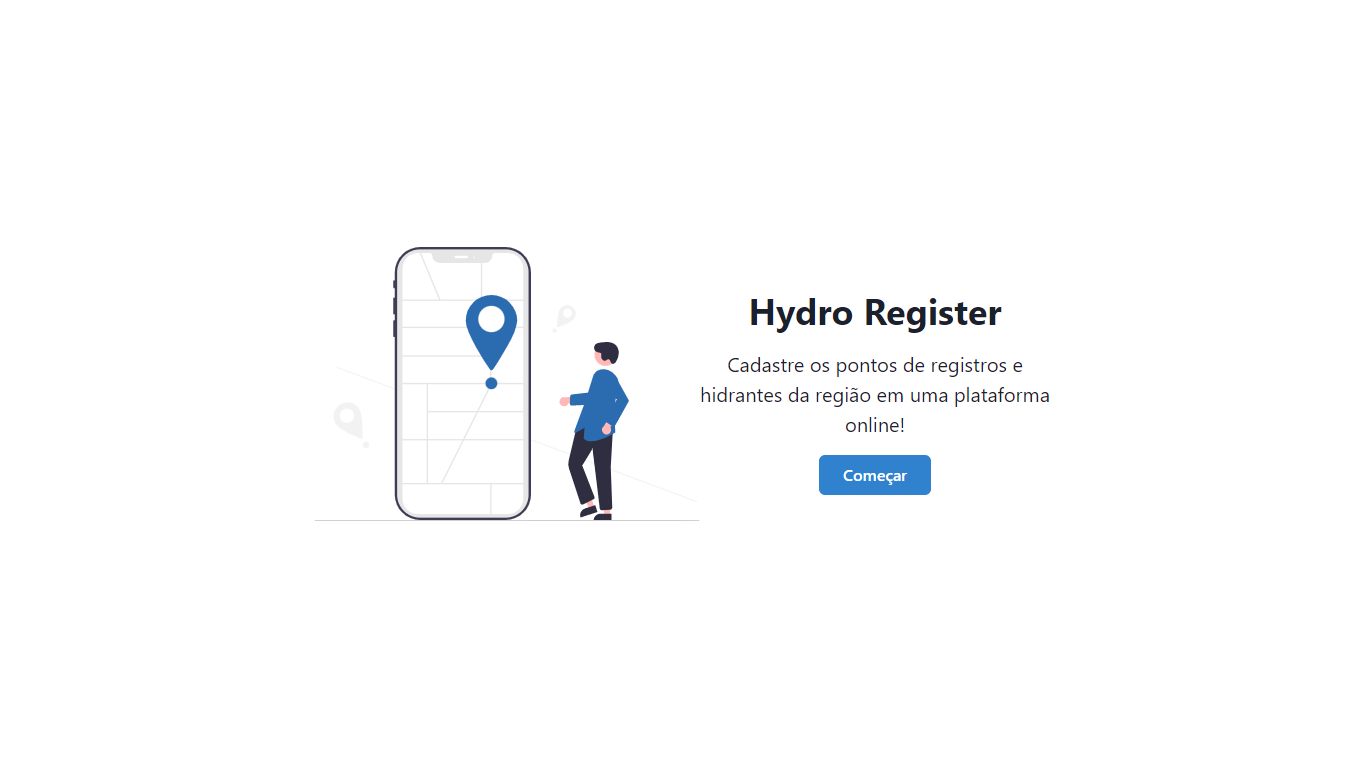 Hydro Register
Cadastre os pontos de registros e
hidrantes da região em uma plataforma
online!
Começar